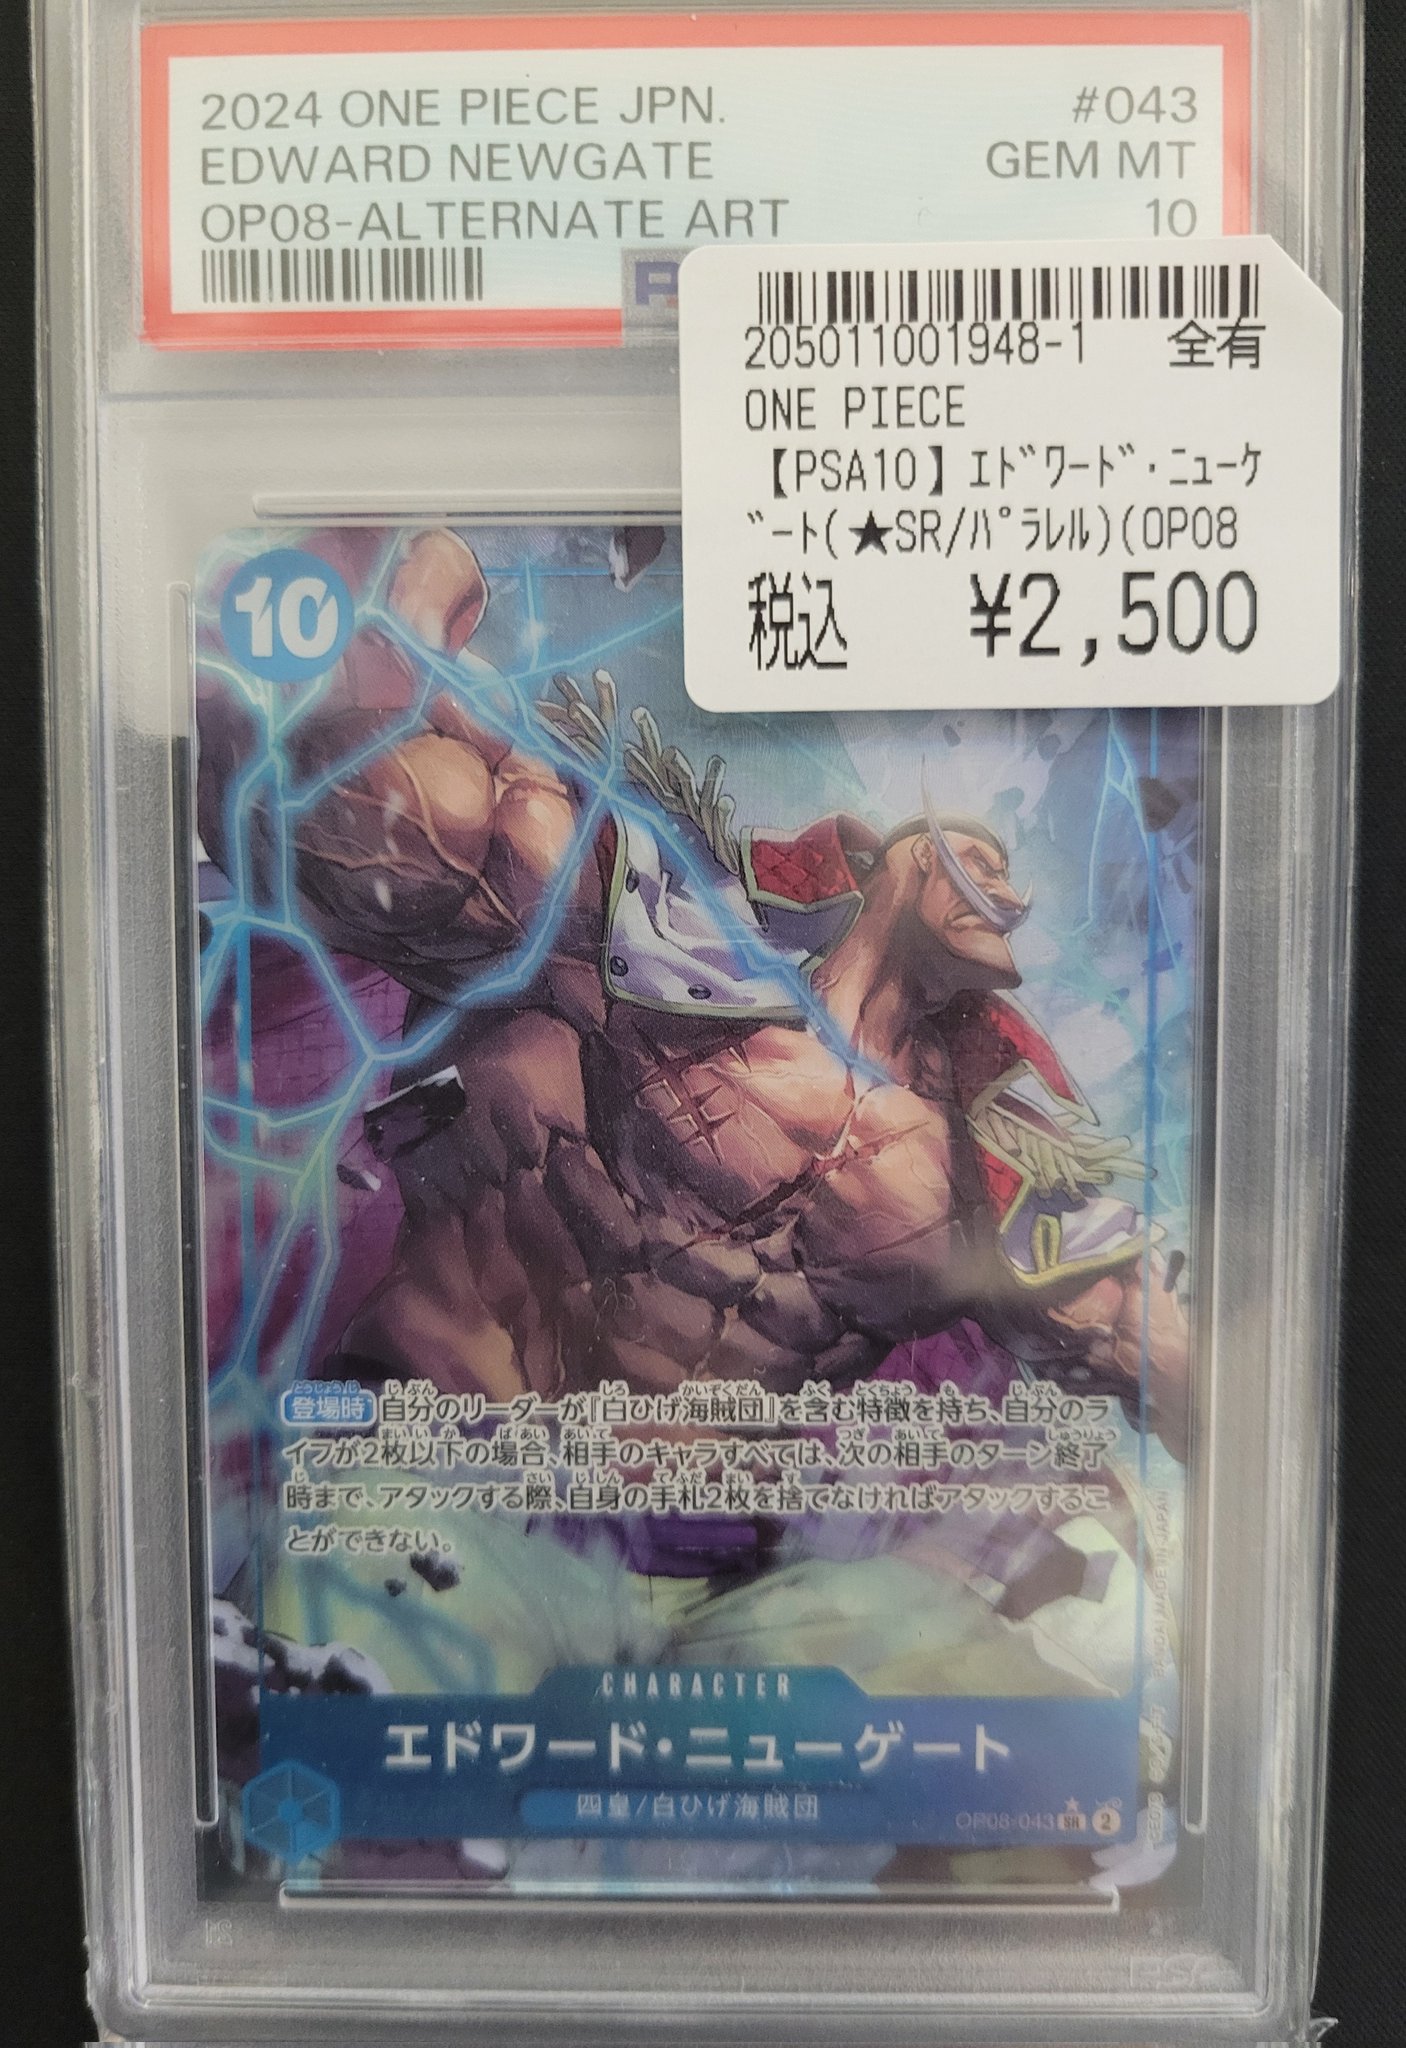 2024 ONE PIECE JPN. #043
EDWARD NEWGATE GEM MT
OP08-ALTERNATE ART 10
205011001948-1 全有
ONE PIECE
【PSA10】ｴﾄﾞﾜｰﾄﾞ･ﾆｭｰｹ
ﾞｰﾄ(★SR/ﾊﾟﾗﾚﾙ)(OP08
税込 ¥2,500
10
登場時 自分のリーダーが『白ひげ海賊団』を含む特徴を持ち、自分のラ
イフが2枚以下の場合、相手のキャラすべては、次の相手のターン終了
時まで、アタックする際、自身の手札2枚を捨てなければアタックするこ
とができない。
CHARACTER
エドワード・ニューゲート
四皇/白ひげ海賊団
OP08-043 SR 2